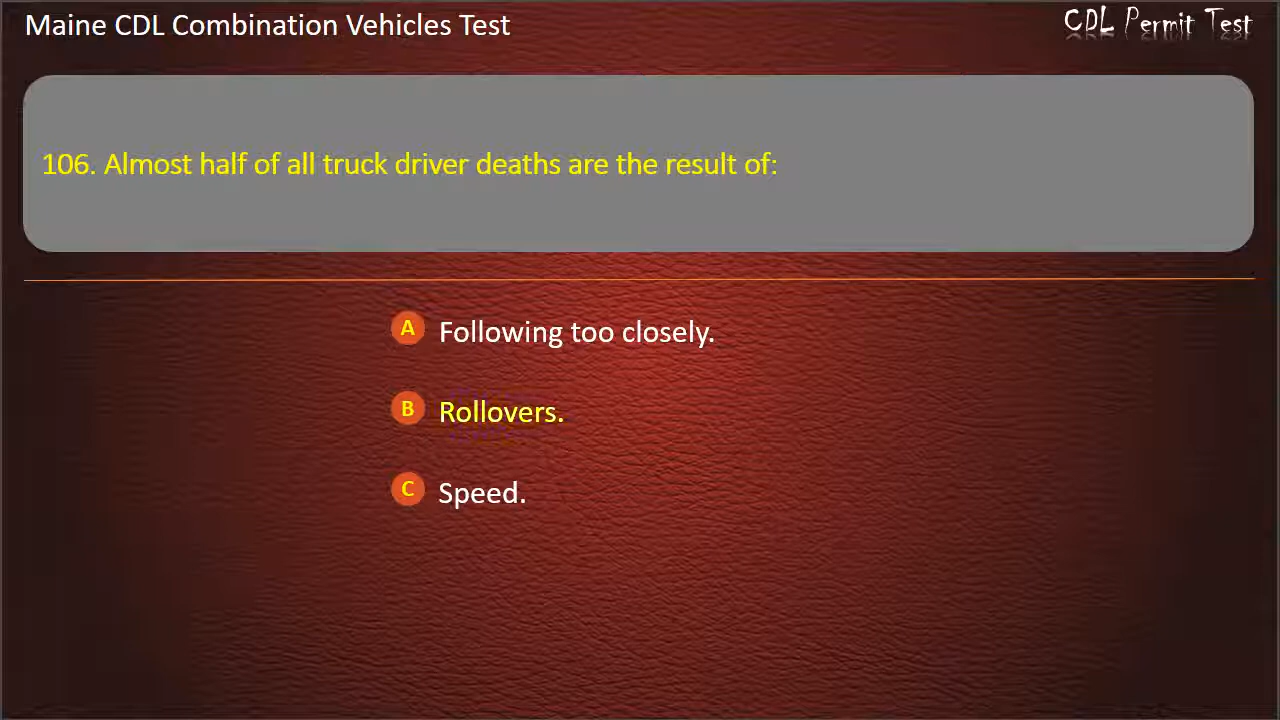 Maine CDL Combination Vehicles Test
CDL Permit Test
106. Almost half of all truck driver deaths are the result of:
A Following too closely.
B Rollovers.
C Speed.